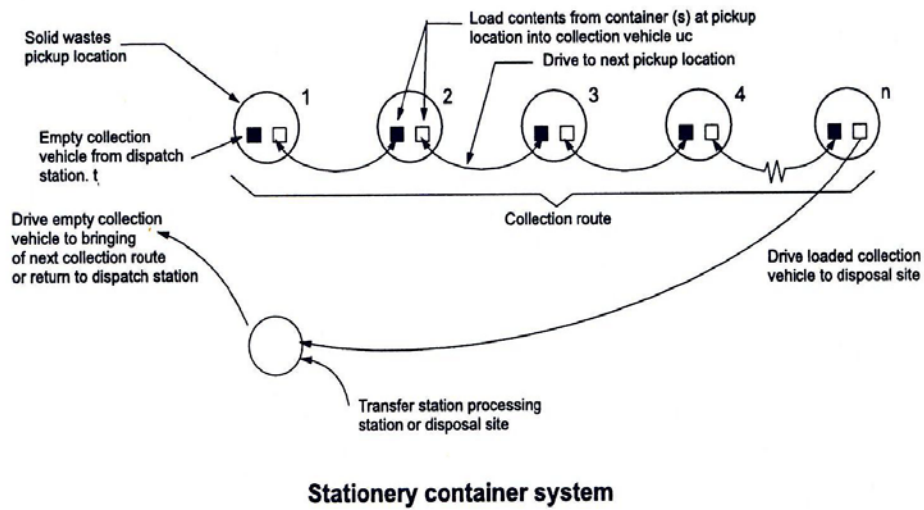 Solid wastes
pickup location
Load contents from container (s) at pickup
location into collection vehicle uc
Drive to next pickup location
1
2
3
4
n
Empty collection
vehicle from dispatch
station. t
Collection route
Drive empty collection
vehicle to bringing
of next collection route
or return to dispatch station
Drive loaded collection
vehicle to disposal site
Transfer station processing
station or disposal site
Stationery container system